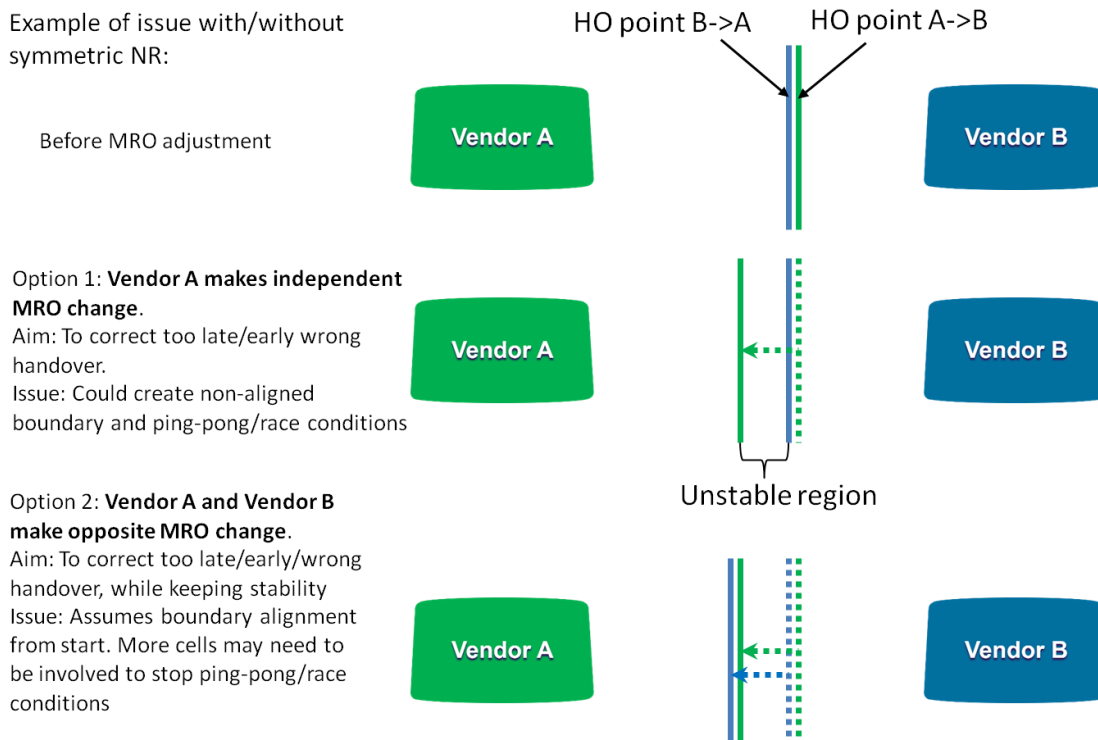 Example of issue with/without
symmetric NR:
HO point B->A
HO point A->B
Before MRO adjustment
Vendor A
Vendor B
Option 1: Vendor A makes independent
MRO change.
Aim: To correct too late/early wrong
handover.
Issue: Could create non-aligned
boundary and ping-pong/race conditions
Vendor A
Vendor B
Unstable region
Option 2: Vendor A and Vendor B
make opposite MRO change.
Aim: To correct too late/early/wrong
handover, while keeping stability
Issue: Assumes boundary alignment
from start. More cells may need to
be involved to stop ping-pong/race
conditions
Vendor A
Vendor B